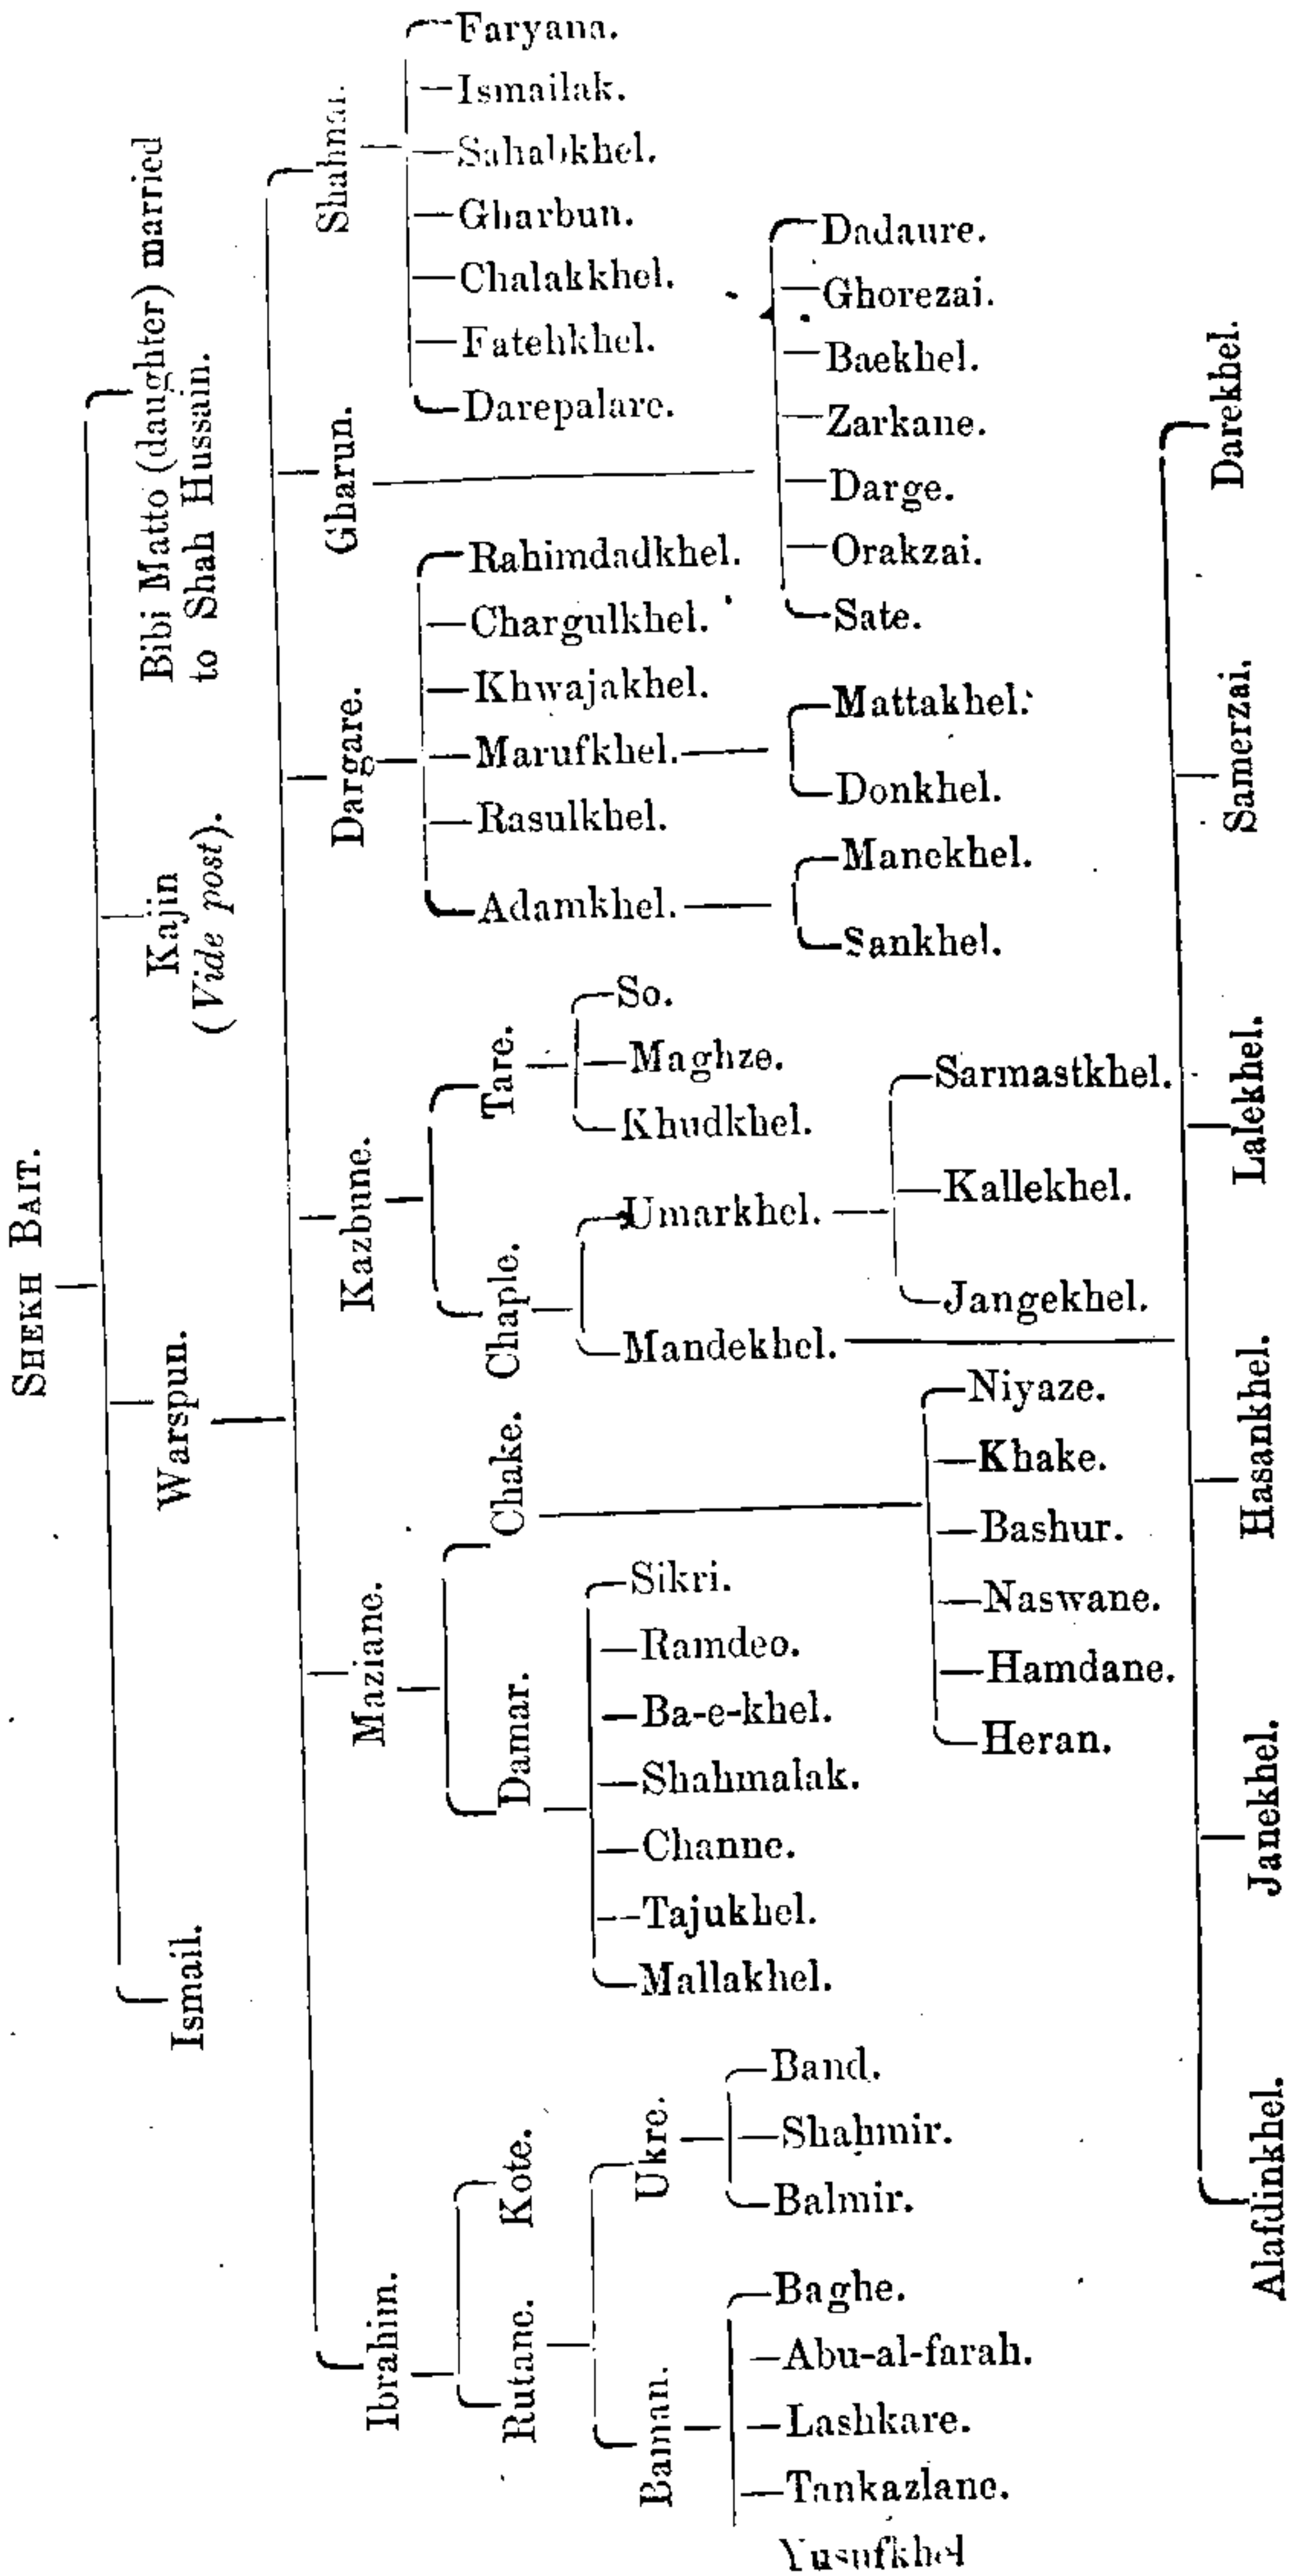 SHEKH BAIT.
Ismail.
Warspun.
Kajin
(Vide post).
Bibi Matto (daughter) married
to Shah Hussain.
Ibrahim.
Maziane.
Kazbune.
Dargare.
Gharun.
Shahnai.
Rutane.
Kote.
Damar.
Chake.
Chaple.
Tare.
Faryana.
Ismailak.
Sahabkhel.
Gharbun.
Chalakkhel.
Fatehkhel.
Darepalare.
Dadaure.
Ghorezai.
Baekhel.
Zarkane.
Darge.
Orakzai.
Sate.
Rahimdadkhel.
Chargulkhel.
Khwajakhel.
Marufkhel.
Rasulkhel.
Adamkhel.
Mattakhel.
Donkhel.
Manekhel.
Sankhel.
So.
Maghze.
Khudkhel.
Umarkhel.
Mandekhel.
Sarmastkhel.
Kallekhel.
Jangekhel.
Niyaze.
Khake.
Bashur.
Naswane.
Hamdane.
Heran.
Sikri.
Ramdeo.
Ba-e-khel.
Shahmalak.
Channe.
Tajukhel.
Mallakhel.
Baman.
Ukre.
Band.
Shahmir.
Balmir.
Baghe.
Abu-al-farah.
Lashkare.
Tankazlane.
Yusufkhel
Alafdinkhel.
Janekhel.
Hasankhel.
Lalekhel.
Samerzai.
Darekhel.